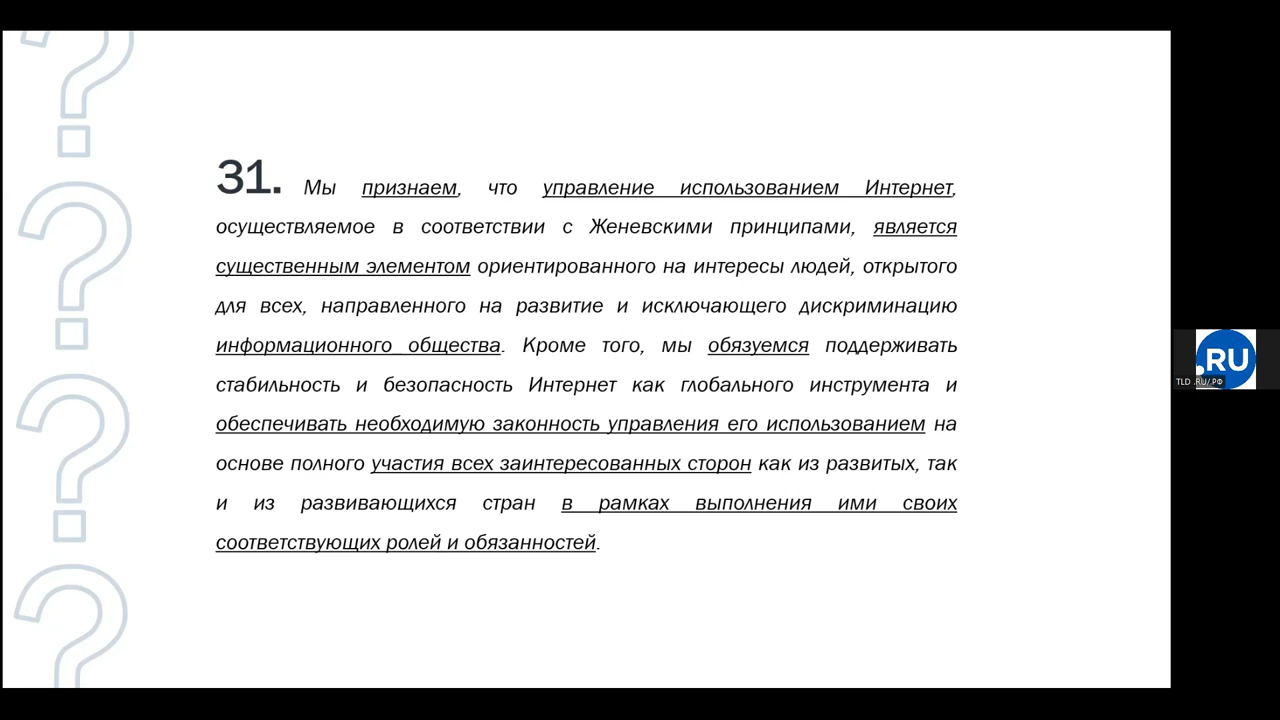 31. Мы признаем, что управление использованием Интернет,
осуществляемое в соответствии с Женевскими принципами, является
существенным элементом ориентированного на интересы людей, открытого
для всех, направленного на развитие и исключающего дискриминацию
информационного общества. Кроме того, мы обязуемся поддерживать
стабильность и безопасность Интернет как глобального инструмента и
обеспечивать необходимую законность управления его использованием на
основе полного участия всех заинтересованных сторон как из развитых, так
и из развивающихся стран в рамках выполнения ими своих
соответствующих ролей и обязанностей.
.RU
TLD .RU/.РФ